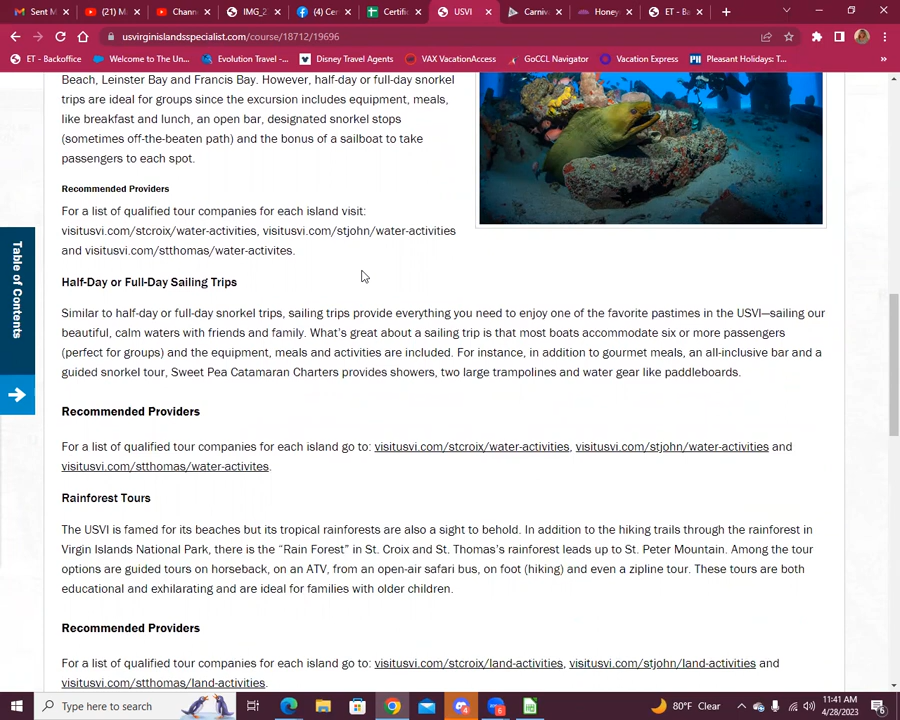 Sent M
(21) M
Chann
IMG_2
(4) Cer
Certific
USVI
Carniv
Honey
ET - Ba
usvirginislandsspecialist.com/course/18712/19696
ET - Backoffice
Welcome to The Un...
Evolution Travel -...
Disney Travel Agents
VAX VacationAccess
GoCCL Navigator
Vacation Express
Pleasant Holidays: T...
»
Beach, Leinster Bay and Francis Bay. However, half-day or full-day snorkel
trips are ideal for groups since the excursion includes equipment, meals,
like breakfast and lunch, an open bar, designated snorkel stops
(sometimes off-the-beaten path) and the bonus of a sailboat to take
passengers to each spot.
Recommended Providers
For a list of qualified tour companies for each island visit:
visitusvi.com/stcroix/water-activities, visitusvi.com/stjohn/water-activities
and visitusvi.com/stthomas/water-activites.
Table of Contents
Half-Day or Full-Day Sailing Trips
Similar to half-day or full-day snorkel trips, sailing trips provide everything you need to enjoy one of the favorite pastimes in the USVI—sailing our
beautiful, calm waters with friends and family. What's great about a sailing trip is that most boats accommodate six or more passengers
(perfect for groups) and the equipment, meals and activities are included. For instance, in addition to gourmet meals, an all-inclusive bar and a
guided snorkel tour, Sweet Pea Catamaran Charters provides showers, two large trampolines and water gear like paddleboards.
Recommended Providers
For a list of qualified tour companies for each island go to: visitusvi.com/stcroix/water-activities, visitusvi.com/stjohn/water-activities and
visitusvi.com/stthomas/water-activites.
Rainforest Tours
The USVI is famed for its beaches but its tropical rainforests are also a sight to behold. In addition to the hiking trails through the rainforest in
Virgin Islands National Park, there is the “Rain Forest” in St. Croix and St. Thomas's rainforest leads up to St. Peter Mountain. Among the tour
options are guided tours on horseback, on an ATV, from an open-air safari bus, on foot (hiking) and even a zipline tour. These tours are both
educational and exhilarating and are ideal for families with older children.
Recommended Providers
For a list of qualified tour companies for each island go to: visitusvi.com/stcroix/land-activities, visitusvi.com/stjohn/land-activities and
visitusvi.com/stthomas/land-activities.
Type here to search
80°F Clear
11:41 AM
4/28/2023